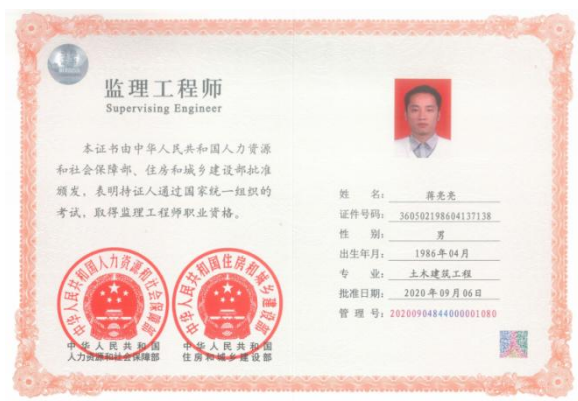 监理工程师
Supervising Engineer
本证书由中华人民共和国人力资源
和社会保障部、住房和城乡建设部批准
颁发，表明持证人通过国家统一组织的
考试，取得监理工程师职业资格。
中华人民共和国人力资源和社会保障部
中华人民共和国住房和城乡建设部
中华人民共和国
人力资源和社会保障部
中华人民共和国
住房和城乡建设部
姓 名： 蒋亮亮
证件号码： 360502198604137138
性 别： 男
出生年月： 1986年04月
专 业： 土木建筑工程
批准日期： 2020年09月06日
管 理 号： 20200904844000001080